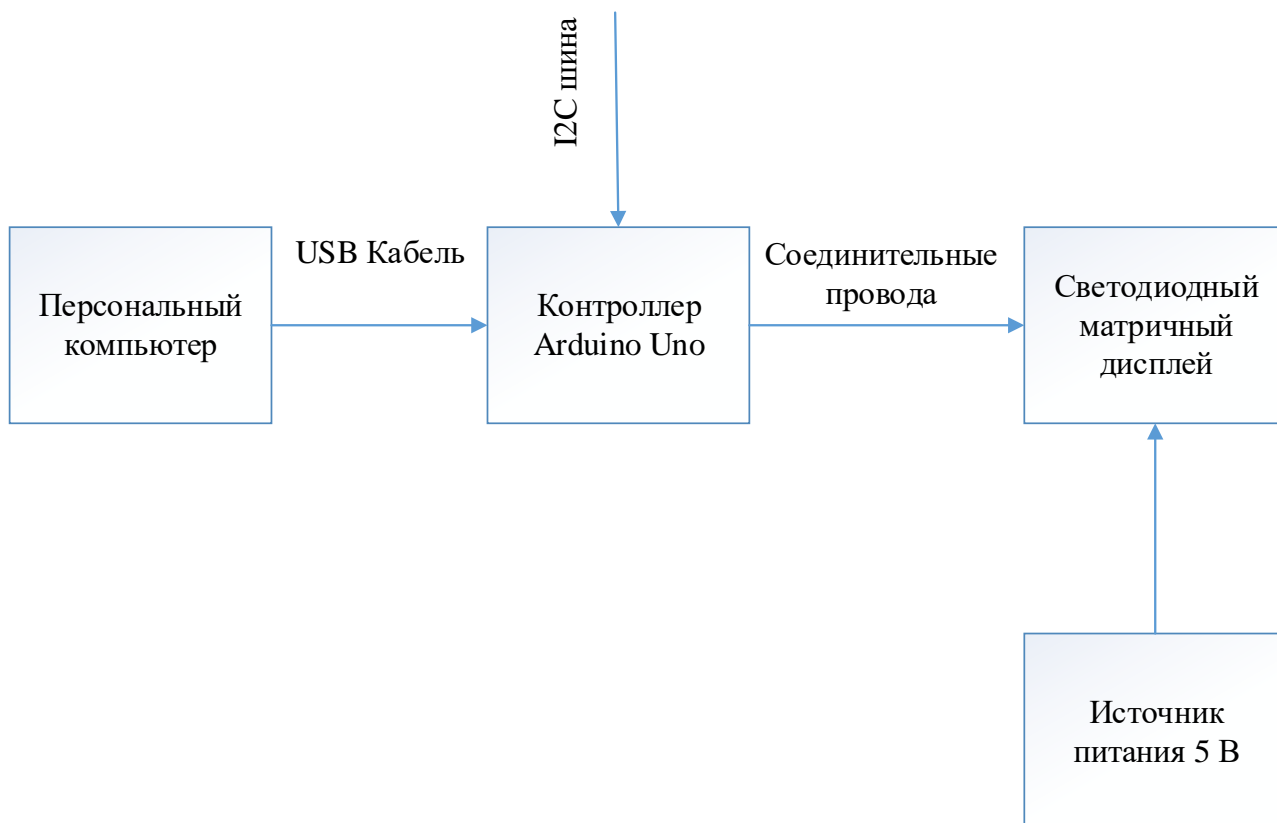 I2C шина
USB Кабель
Соединительные
провода
Персональный
компьютер
Контроллер
Arduino Uno
Светодиодный
матричный
дисплей
Источник
питания 5 В